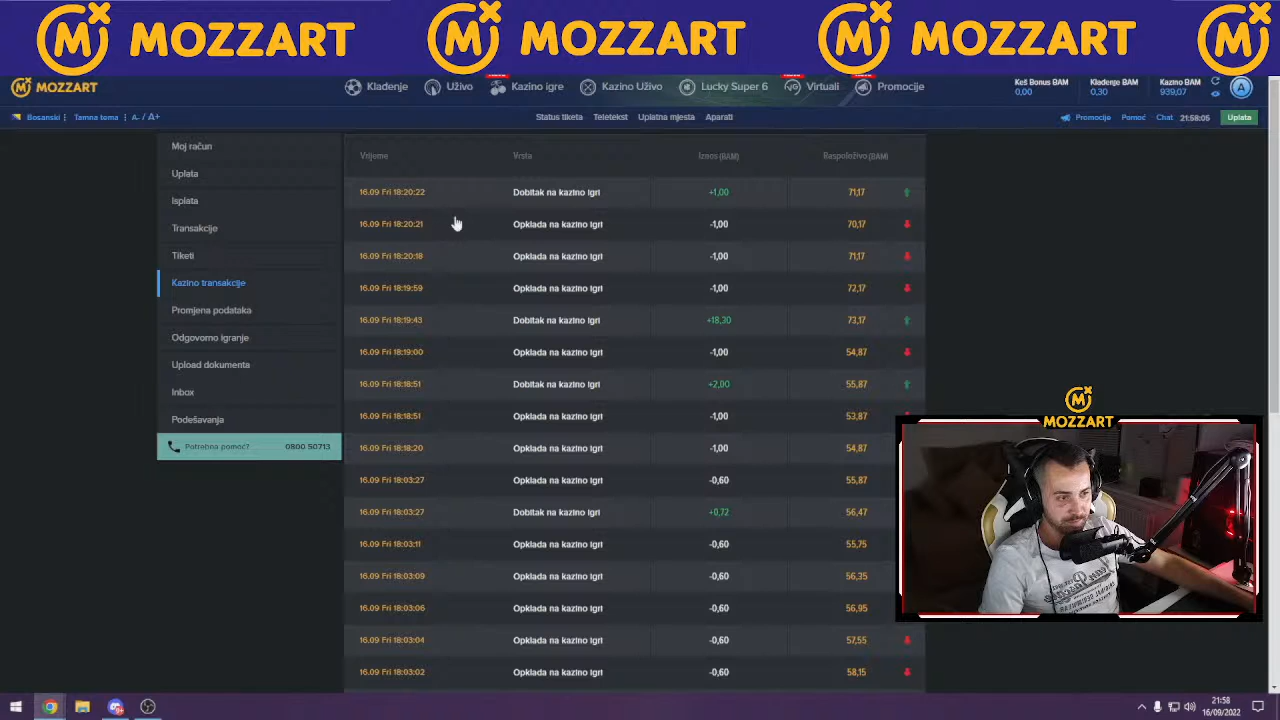 MOZZART MOZZART MOZZART
MOZZART
Klađenje Uživo Kazino igre Kazino Uživo Lucky Super 6 Virtuali Promocije
Keš Bonus BAM Klađenje BAM Kazino BAM
0,00 0,30 939,07
A
Bosanski Tamna tema A- / A+ Status tiketa Teletekst Uplatna mjesta Aparati Promocije Pomoć Chat 21:58:05 Uplata
Moj račun
Uplata
Isplata
Transakcije
Tiketi
Kazino transakcije
Promjena podataka
Odgovorno igranje
Upload dokumenta
Inbox
Podešavanja
Potrebna pomoć? 0800 50713
Vrijeme Vrsta Iznos (BAM) Raspoloživo (BAM)
16.09 Fri 18:20:22 Dobitak na kazino igri +1,00 71,17
16.09 Fri 18:20:21 Opklada na kazino igri -1,00 70,17
16.09 Fri 18:20:18 Opklada na kazino igri -1,00 71,17
16.09 Fri 18:19:59 Opklada na kazino igri -1,00 72,17
16.09 Fri 18:19:43 Dobitak na kazino igri +18,30 73,17
16.09 Fri 18:19:00 Opklada na kazino igri -1,00 54,87
16.09 Fri 18:18:51 Dobitak na kazino igri +2,00 55,87
16.09 Fri 18:18:51 Opklada na kazino igri -1,00 53,87
16.09 Fri 18:18:20 Opklada na kazino igri -1,00 54,87
16.09 Fri 18:03:27 Opklada na kazino igri -0,60 55,87
16.09 Fri 18:03:27 Dobitak na kazino igri +0,72 56,47
16.09 Fri 18:03:11 Opklada na kazino igri -0,60 55,75
16.09 Fri 18:03:09 Opklada na kazino igri -0,60 56,35
16.09 Fri 18:03:06 Opklada na kazino igri -0,60 56,95
16.09 Fri 18:03:04 Opklada na kazino igri -0,60 57,55
16.09 Fri 18:03:02 Opklada na kazino igri -0,60 58,15
MOZZART
21:58
16/09/2022